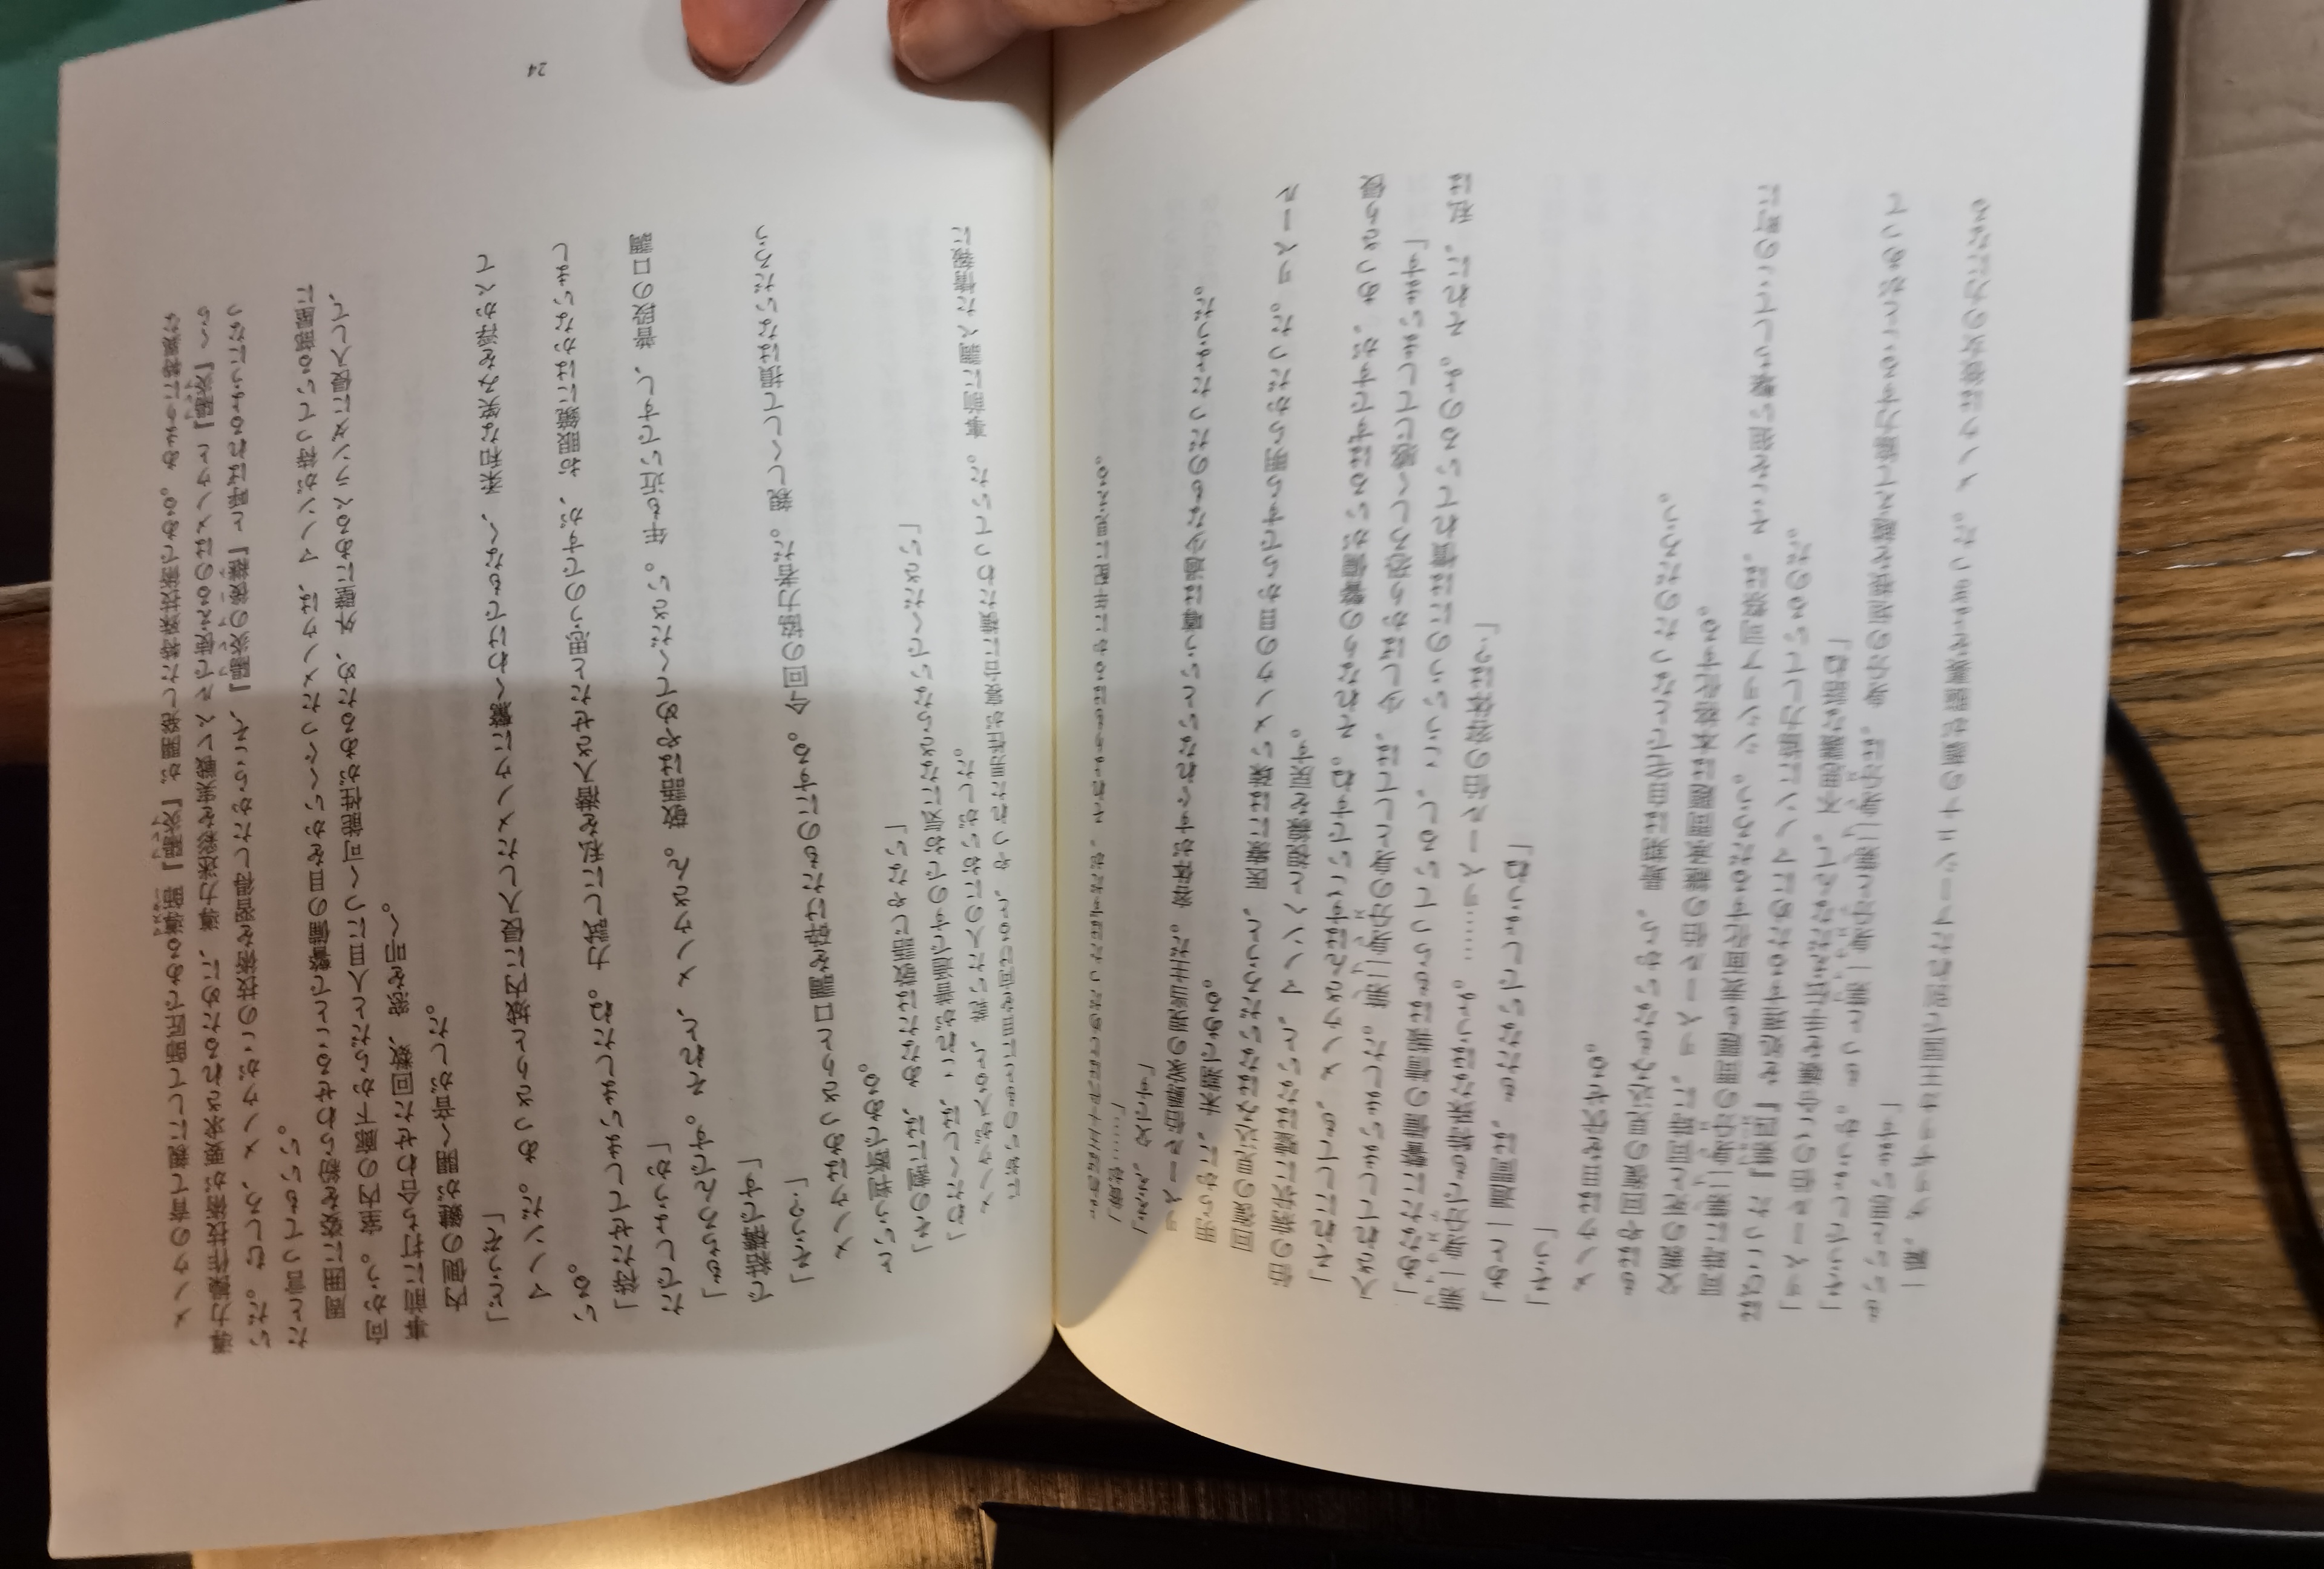 メノウの育て親にして師匠である導師『陽炎』が開発した特殊技術である。あまりに特異な
導力操作技術が要求されるために、導力迷彩を実戦レベルで使えるのはメノウと『陽炎』くら
いだ。むしろ、メノウがこの技術を習得したからこそ、『陽炎の後継』と呼ばれるようになっ
たと言ってもいい。
周囲に姿を紛らわせることで警備の目をかいくぐったメノウは、マノンが待っている部屋に
向かう。室内の廊下からだと人目につく可能性があるため、外壁にあるベランダに侵入して、
事前に打ち合わせた回数、窓を叩く。
内側の鍵が開く音がした。
「どうぞ」
マノンだ。あっさりと城内に侵入したメノウに驚くわけでもなく、柔和な笑みを浮かべて
いる。
「待たせてしまいましたね。力試しに私を潜入させたと思うのですが、お眼鏡にはかないまし
たでしょうか」
「もちろんです。それと、メノウさん。敬語はやめてください。年も近いですし、普段の口調
で結構です」
「そう?」
メノウはあっさりと口調を砕けたものにする。今回の協力者だ。親しくして損はないだろう
という判断である。
「その割には、あなたは敬語じゃない」
「わたくしは、これが普通ですのでお気になさらないでください」
メノウが入ると、乾いた人のにおいがした。
においのもとに目を向けると、やつれた男性が寝台に横たわっていた。事前に調べた情報に
24
よれば三十代はじめだったはずだが、それよりもはるかに年配に見える。
「彼が……」
「ええ、父です」
リベール伯爵家の現当主だ。容体がすぐれないという噂は過少なものだったようだ。
明らかに、末期である。
回復の見込みはないだろうと、医療には疎いメノウの目からですら明らかだった。リベール
伯の病状に嘘はないと、マノンへと視線を戻す。
「それにしても、メノウさんはすごいですね。それなりの警備がいるはずですが、あっさり侵
入されてしまいました。第二身分の身としては、少しばかり恐ろしく感じてしまいます」
「あなたに警備の情報はもらっているし、こういうのには慣れているのよ。それに、私は
第一身分でも特殊なほうよ。……リベール伯の容体は?」
「あと一週間は、もたないでしょうね」
「そう」
メノウは目を伏せる。
もはや回復の見込みもないから、最期は自宅でとなったのだろう。
父親の死と同時に、リベール伯の継承問題は本格化する。
同時に第二身分の問題も表面化するだろう。シシリア司祭は、そこを狙い撃ちしてこの町に
はびこった『第四』を処理するためにマノンに協力しているのだ。
「リベール伯のご令嬢を手伝えだなんて、不思議な話ね」
「そうでしょうか。もっと第一身分と第二身分は、身分の垣根を越えて協力することがあって
もいいと思います」
一瞬、グリザリカ王国で別れたアーシュナの顔が脳裏をよぎった。メノウは彼女の力になる